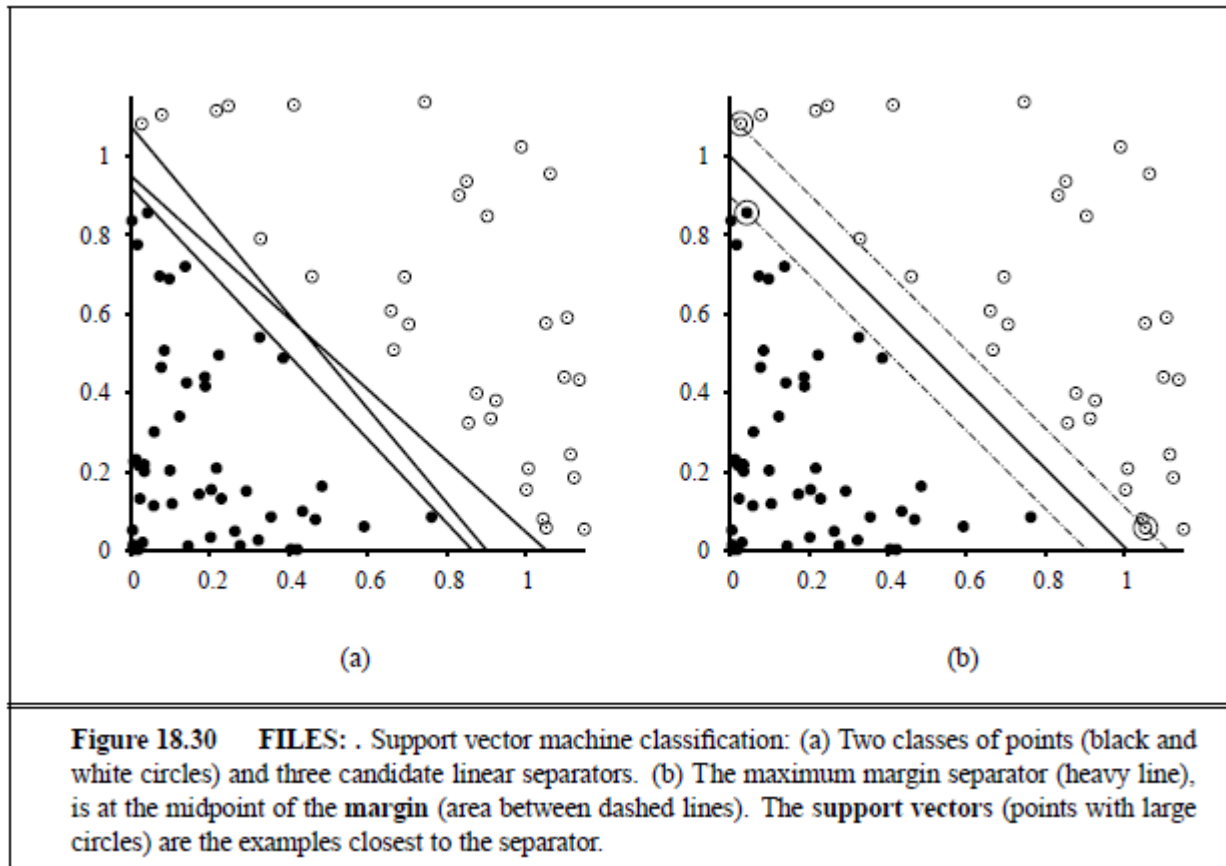 1
0.8
0.6
0.4
0.2
0
0 0.2 0.4 0.6 0.8 1
(a)
1
0.8
0.6
0.4
0.2
0
0 0.2 0.4 0.6 0.8 1
(b)
Figure 18.30 FILES: . Support vector machine classification: (a) Two classes of points (black and
white circles) and three candidate linear separators. (b) The maximum margin separator (heavy line),
is at the midpoint of the margin (area between dashed lines). The support vectors (points with large
circles) are the examples closest to the separator.